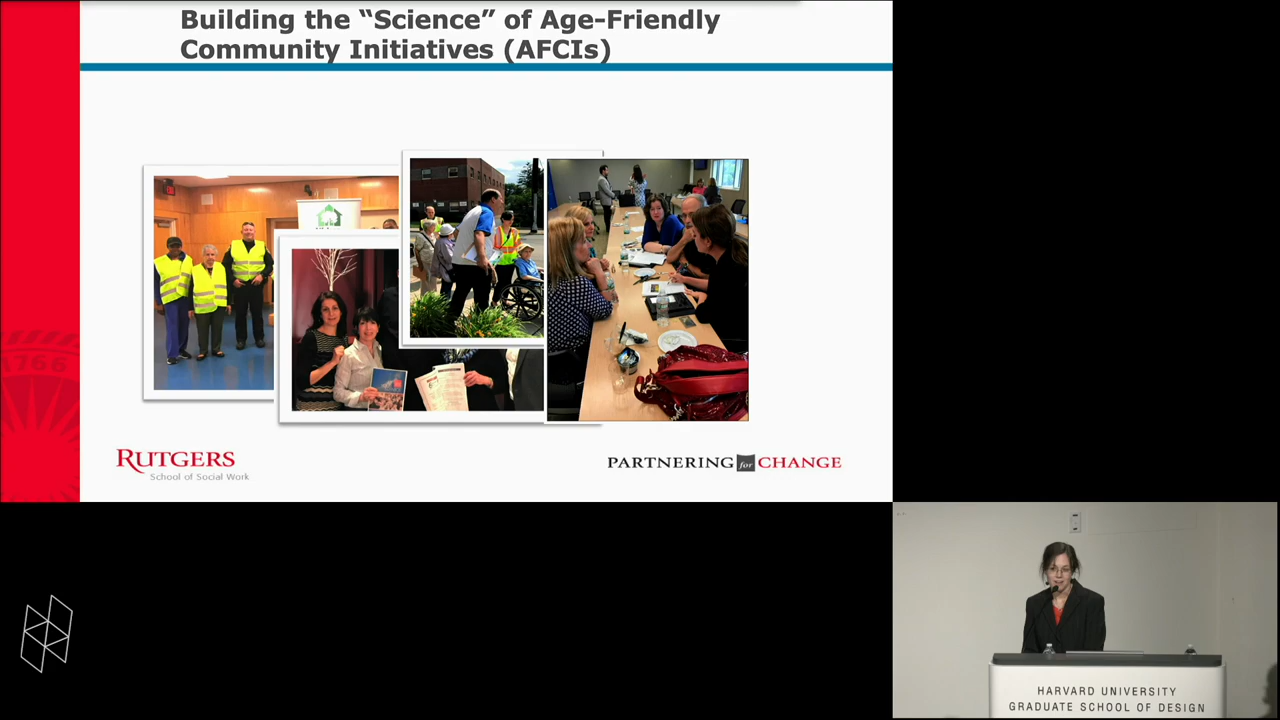 Building the “Science” of Age-Friendly
Community Initiatives (AFCIs)
1766
RUTGERS
School of Social Work
PARTNERING for CHANGE
HARVARD UNIVERSITY
GRADUATE SCHOOL OF DESIGN